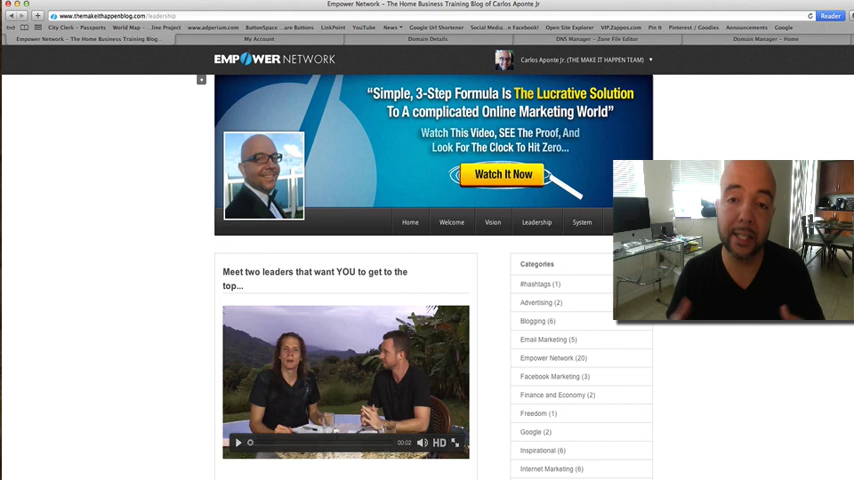 Empower Network - The Home Business Training Blog of Carlos Aponte Jr
www.themakeithappenblog.com/leadership
Reader
City Clerk - Business
World Map -...line Project
www.adperium.com
ButtonSpace ...are Buttons
LinkPoint
YouTube
News
Google Url Shortener
Social Media...n Facebook!
Open Site Explorer
VIP.Zappos.com
Pin It
Pinterest / Goodies
Announcements
Google
Empower Network - The Home Business Training Blog...
My Account
Domain Details
DNS Manager - Zone File Editor
Domain Manager - Home
EMPOWER NETWORK
Carlos Aponte Jr. (THE MAKE IT HAPPEN TEAM)
“Simple, 3-Step Formula Is The Lucrative Solution
To A complicated Online Marketing World”
Watch This Video, SEE The Proof, And
Look For The Clock To Hit Zero...
Watch It Now
Home
Welcome
Vision
Leadership
System
Meet two leaders that want YOU to get to the
top...
00:02
HD
Categories
#hashtags (1)
Advertising (2)
Blogging (6)
Email Marketing (5)
Empower Network (20)
Facebook Marketing (3)
Finance and Economy (2)
Freedom (1)
Google (2)
Inspirational (6)
Internet Marketing (6)